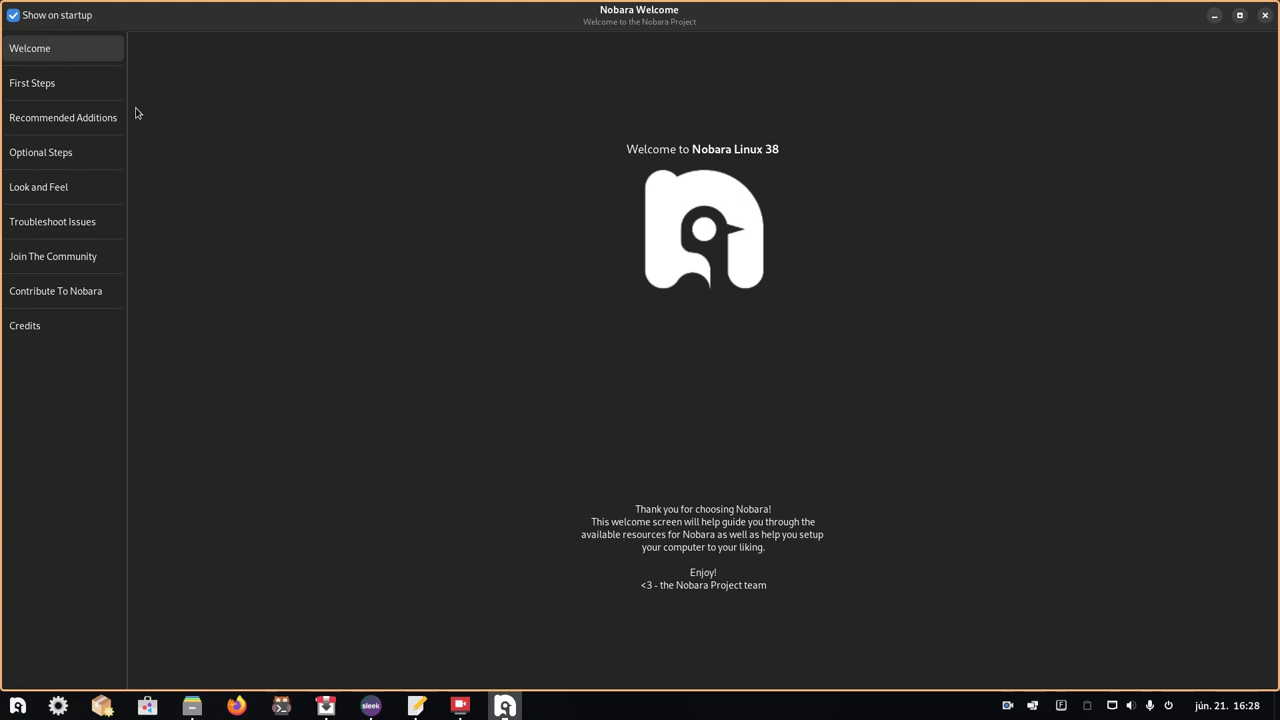 Show on startup
Nobara Welcome
Welcome to the Nobara Project
Welcome
First Steps
Recommended Additions
Optional Steps
Look and Feel
Troubleshoot Issues
Join The Community
Contribute To Nobara
Credits
Welcome to Nobara Linux 38
Thank you for choosing Nobara!
This welcome screen will help guide you through the
available resources for Nobara as well as help you setup
your computer to your liking.
Enjoy!
<3 - the Nobara Project team
sleek
F
jún. 21. 16:28